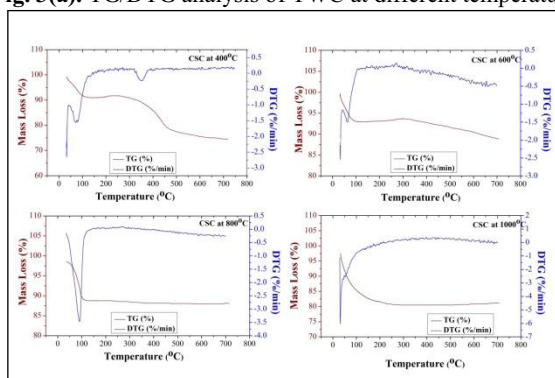 Fig. 3(a): TG/DTG analysis of TWC at different temperatu
CSC at 400°C
Mass Loss (%)
110
100
90
80
70
60
0.5
0.0
-0.5
-1.0
-1.5
-2.0
-2.5
-3.0
DTG (%/min)
TG (%)
DTG (%/min)
0 100 200 300 400 500 600 700 800
Temperature (°C)
CSC at 600°C
Mass Loss (%)
110
105
100
95
90
85
0.5
0.0
-0.5
-1.0
-1.5
-2.0
-2.5
-3.0
DTG (%/min)
TG (%)
DTG (%/min)
0 100 200 300 400 500 600 700 800
Temperature (°C)
CSC at 800°C
Mass Loss (%)
105
100
95
90
85
80
0.5
0.0
-0.5
-1.0
-1.5
-2.0
-2.5
-3.0
-3.5
-4.0
DTG (%/min)
TG (%)
DTG (%/min)
0 100 200 300 400 500 600 700 800
Temperature (°C)
CSC at 1000°C
Mass Loss (%)
110
105
100
95
90
85
80
75
2
1
0
-1
-2
-3
-4
-5
-6
-7
DTG (%/min)
TG (%)
DTG (%/min)
0 100 200 300 400 500 600 700 800
Temperature (°C)